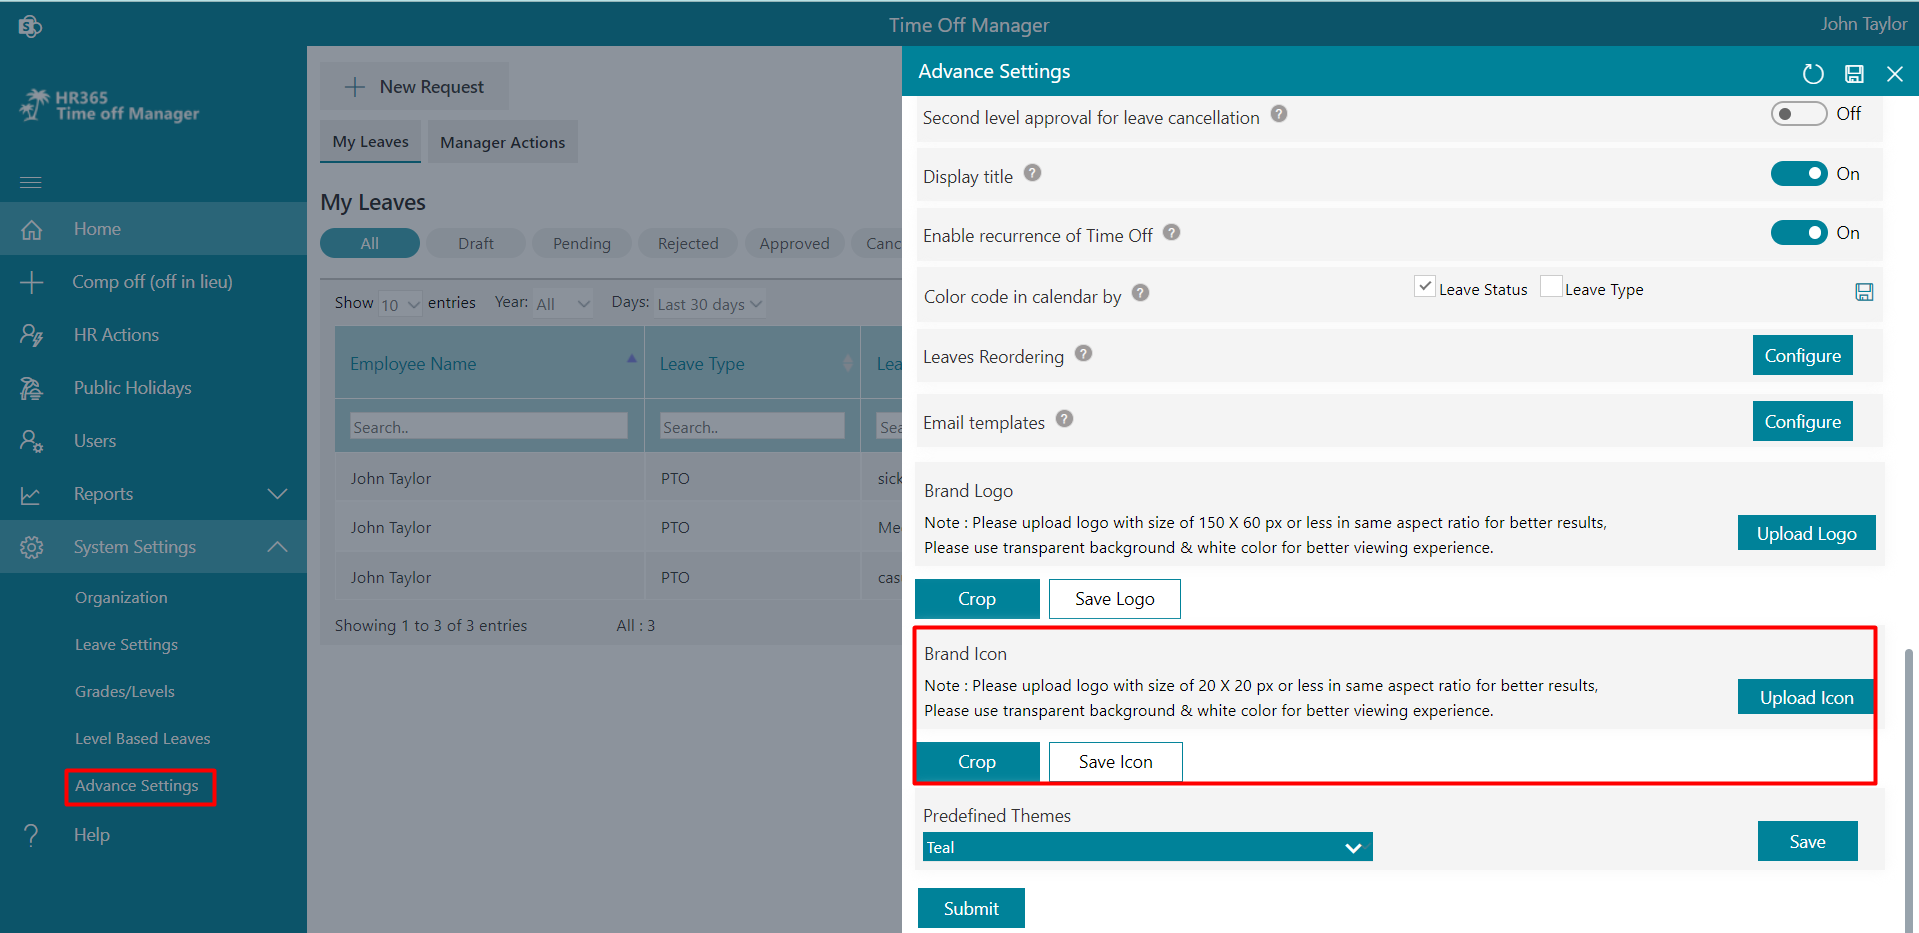 Time Off Manager
John Taylor
HR365
Time off Manager
Home
Comp off (off in lieu)
HR Actions
Public Holidays
Users
Reports
System Settings
Organization
Leave Settings
Grades/Levels
Level Based Leaves
Advance Settings
Help
New Request
My Leaves
Manager Actions
My Leaves
All
Draft
Pending
Rejected
Approved
Canc
Show 10 entries Year: All Days: Last 30 days
Employee Name
Leave Type
Lea
Search..
Search..
Sea
John Taylor PTO sick
John Taylor PTO Me
John Taylor PTO cas
Showing 1 to 3 of 3 entries All : 3
Advance Settings
Second level approval for leave cancellation ? Off
Display title ? On
Enable recurrence of Time Off ? On
Color code in calendar by ? Leave Status Leave Type
Leaves Reordering ? Configure
Email templates ? Configure
Brand Logo
Note : Please upload logo with size of 150 X 60 px or less in same aspect ratio for better results,
Please use transparent background & white color for better viewing experience.
Upload Logo
Crop
Save Logo
Brand Icon
Note : Please upload logo with size of 20 X 20 px or less in same aspect ratio for better results,
Please use transparent background & white color for better viewing experience.
Upload Icon
Crop
Save Icon
Predefined Themes
Teal
Save
Submit